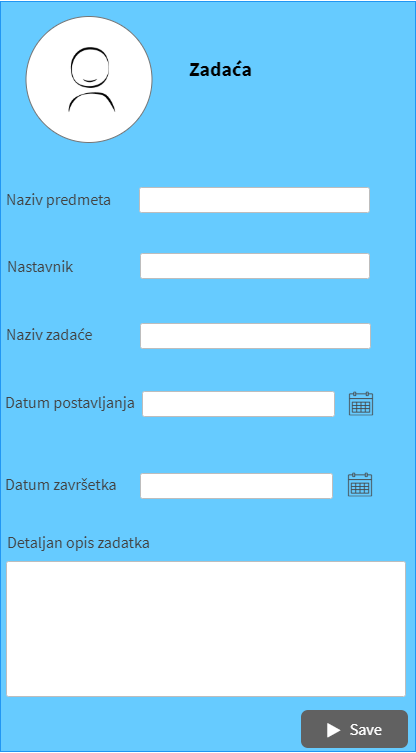 Zadaća
Naziv predmeta
Nastavnik
Naziv zadaće
Datum postavljanja
Datum završetka
Detaljan opis zadatka
Save